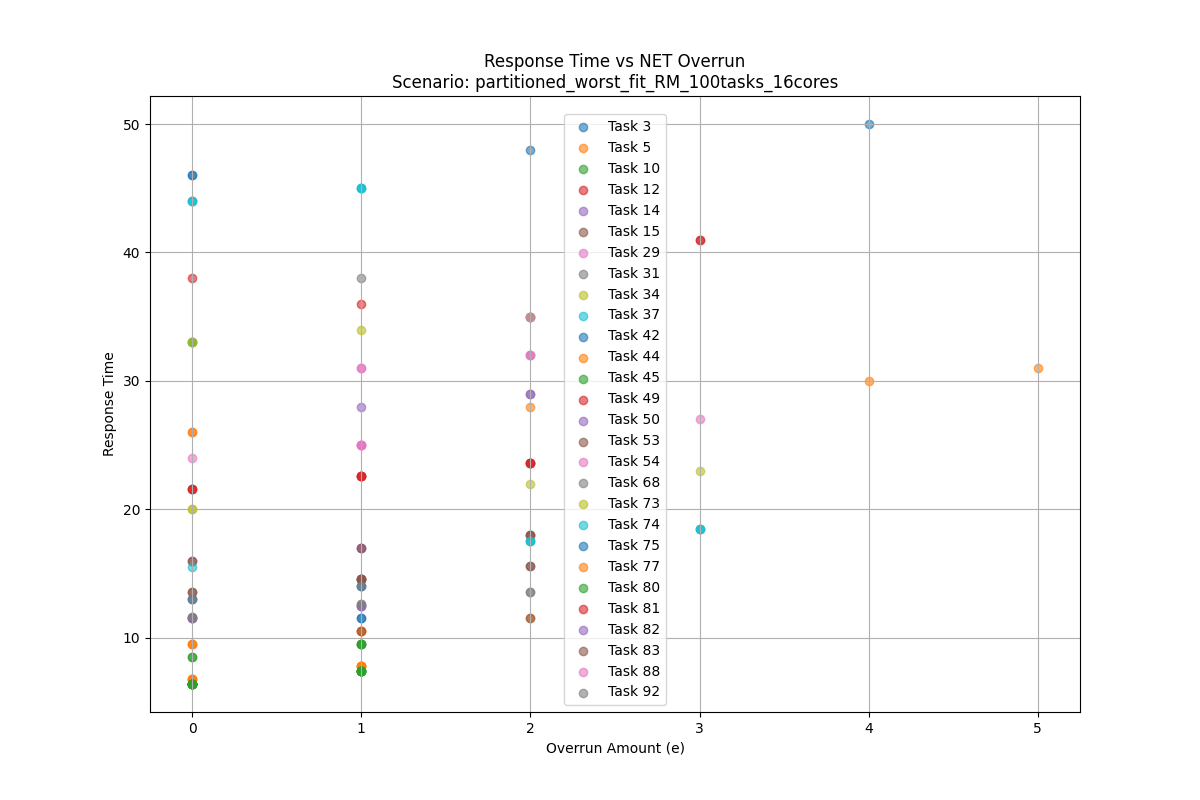 Response Time vs NET Overrun
Scenario: partitioned_worst_fit_RM_100tasks_16cores
Response Time
50
40
30
20
10
Task 3
Task 5
Task 10
Task 12
Task 14
Task 15
Task 29
Task 31
Task 34
Task 37
Task 42
Task 44
Task 45
Task 49
Task 50
Task 53
Task 54
Task 68
Task 73
Task 74
Task 75
Task 77
Task 80
Task 81
Task 82
Task 83
Task 88
Task 92
0 1 2 3 4 5
Overrun Amount (e)